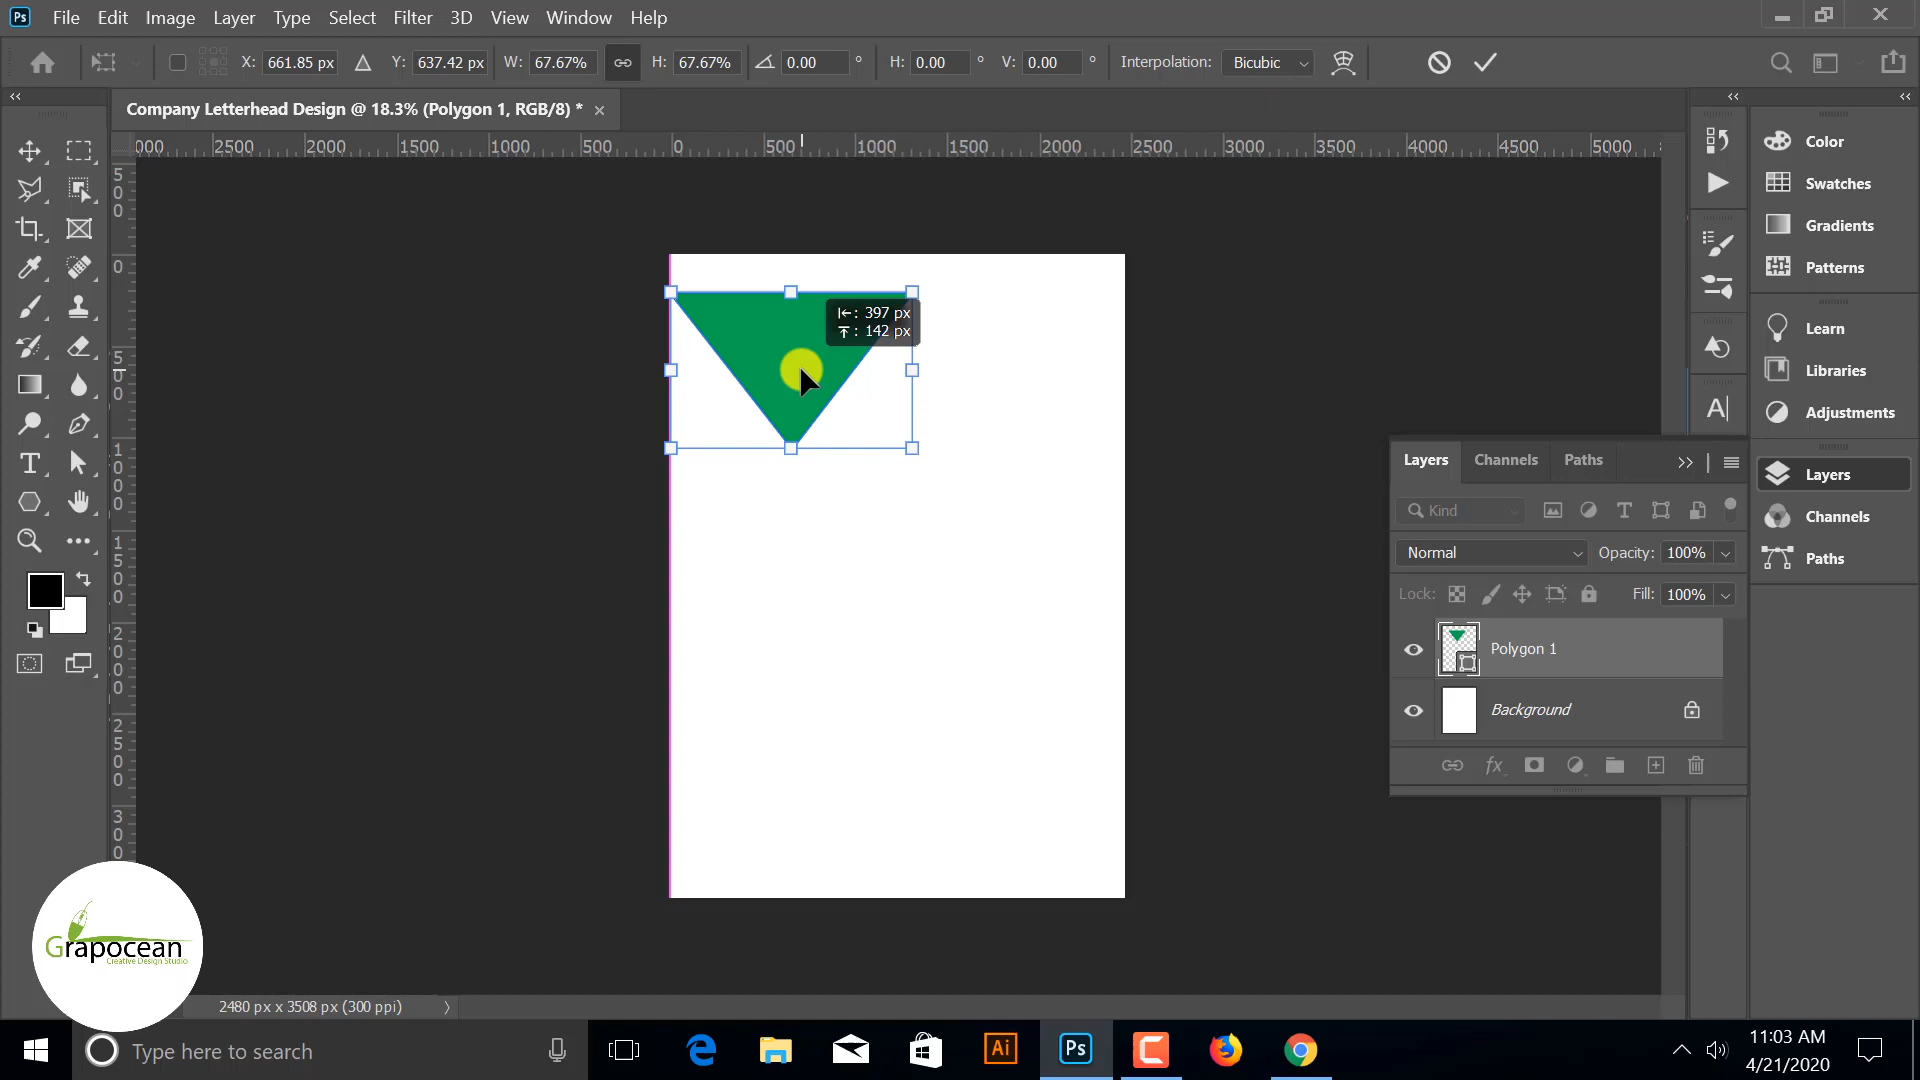 Ps File Edit Image Layer Type Select Filter 3D View Window Help
X: 661.85 px Y: 637.42 px W: 67.67% H: 67.67% 0.00 ° H: 0.00 ° V: 0.00 ° Interpolation: Bicubic
Company Letterhead Design @ 18.3% (Polygon 1, RGB/8) *
000 2500 2000 1500 1000 500 0 500 1000 1500 2000 2500 3000 3500 4000 4500 5000
500
0
500
1000
1500
2000
2500
300
397 px
142 px
Color
Swatches
Gradients
Patterns
Learn
Libraries
Adjustments
Layers
Channels
Paths
Layers Channels Paths
Kind
Normal Opacity: 100%
Lock: Fill: 100%
Polygon 1
Background
fx
Grapocean
Creative Design Studio
2480 px x 3508 px (300 ppi)
Type here to search
Ai Ps
11:03 AM
4/21/2020